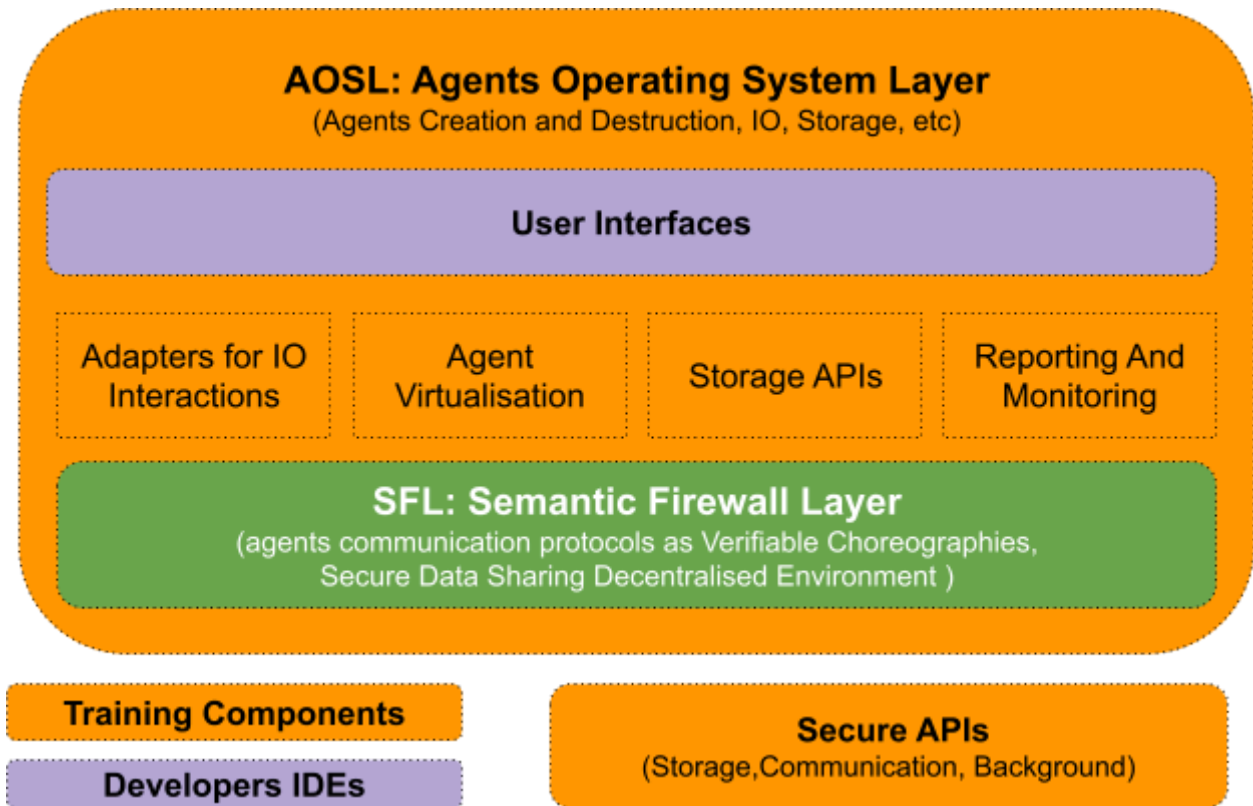 AOSL: Agents Operating System Layer
(Agents Creation and Destruction, IO, Storage, etc)
User Interfaces
Adapters for IO
Interactions
Agent
Virtualisation
Storage APIs
Reporting And
Monitoring
SFL: Semantic Firewall Layer
(agents communication protocols as Verifiable Choreographies,
Secure Data Sharing Decentralised Environment )
Training Components
Developers IDEs
Secure APIs
(Storage,Communication, Background)